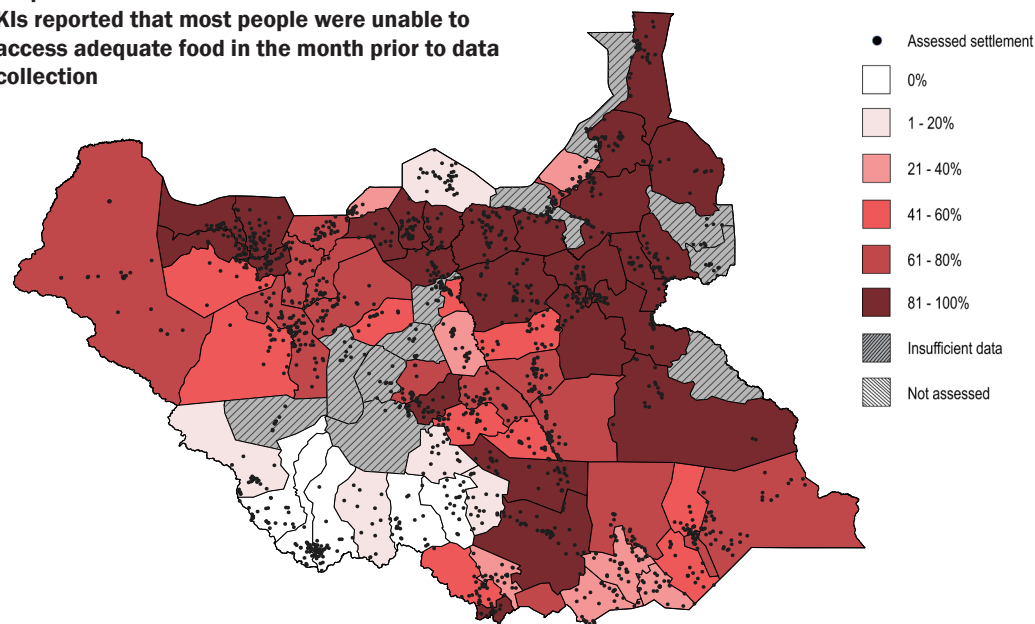 KIs reported that most people were unable to
access adequate food in the month prior to data
collection
Assessed settlement
0%
1 - 20%
21 - 40%
41 - 60%
61 - 80%
81 - 100%
Insufficient data
Not assessed